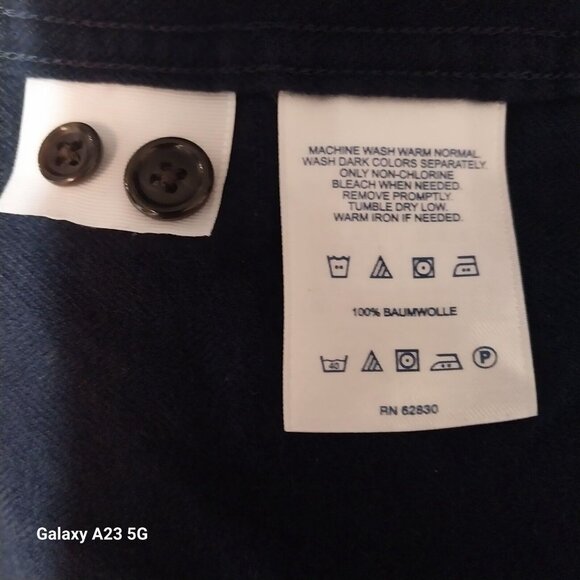 MACHINE WASH WARM NORMAL.
WASH DARK COLORS SEPARATELY.
ONLY NON-CHLORINE
BLEACH WHEN NEEDED.
REMOVE PROMPTLY.
TUMBLE DRY LOW.
WARM IRON IF NEEDED.
100% BAUMWOLLE
40 P
RN 62830
Galaxy A23 5G